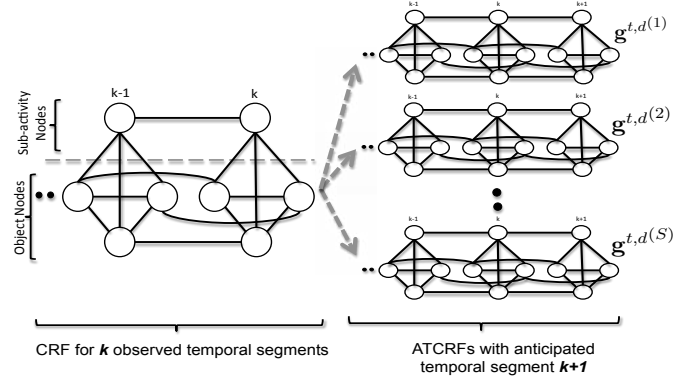 Sub-activity
Nodes
Object Nodes
k-1 k
CRF for k observed temporal segments
k-1 k k+1
g^{t,d^{(1)}}
k-1 k k+1
g^{t,d^{(2)}}
k-1 k k+1
g^{t,d^{(S)}}
ATCRFs with anticipated
temporal segment k+1